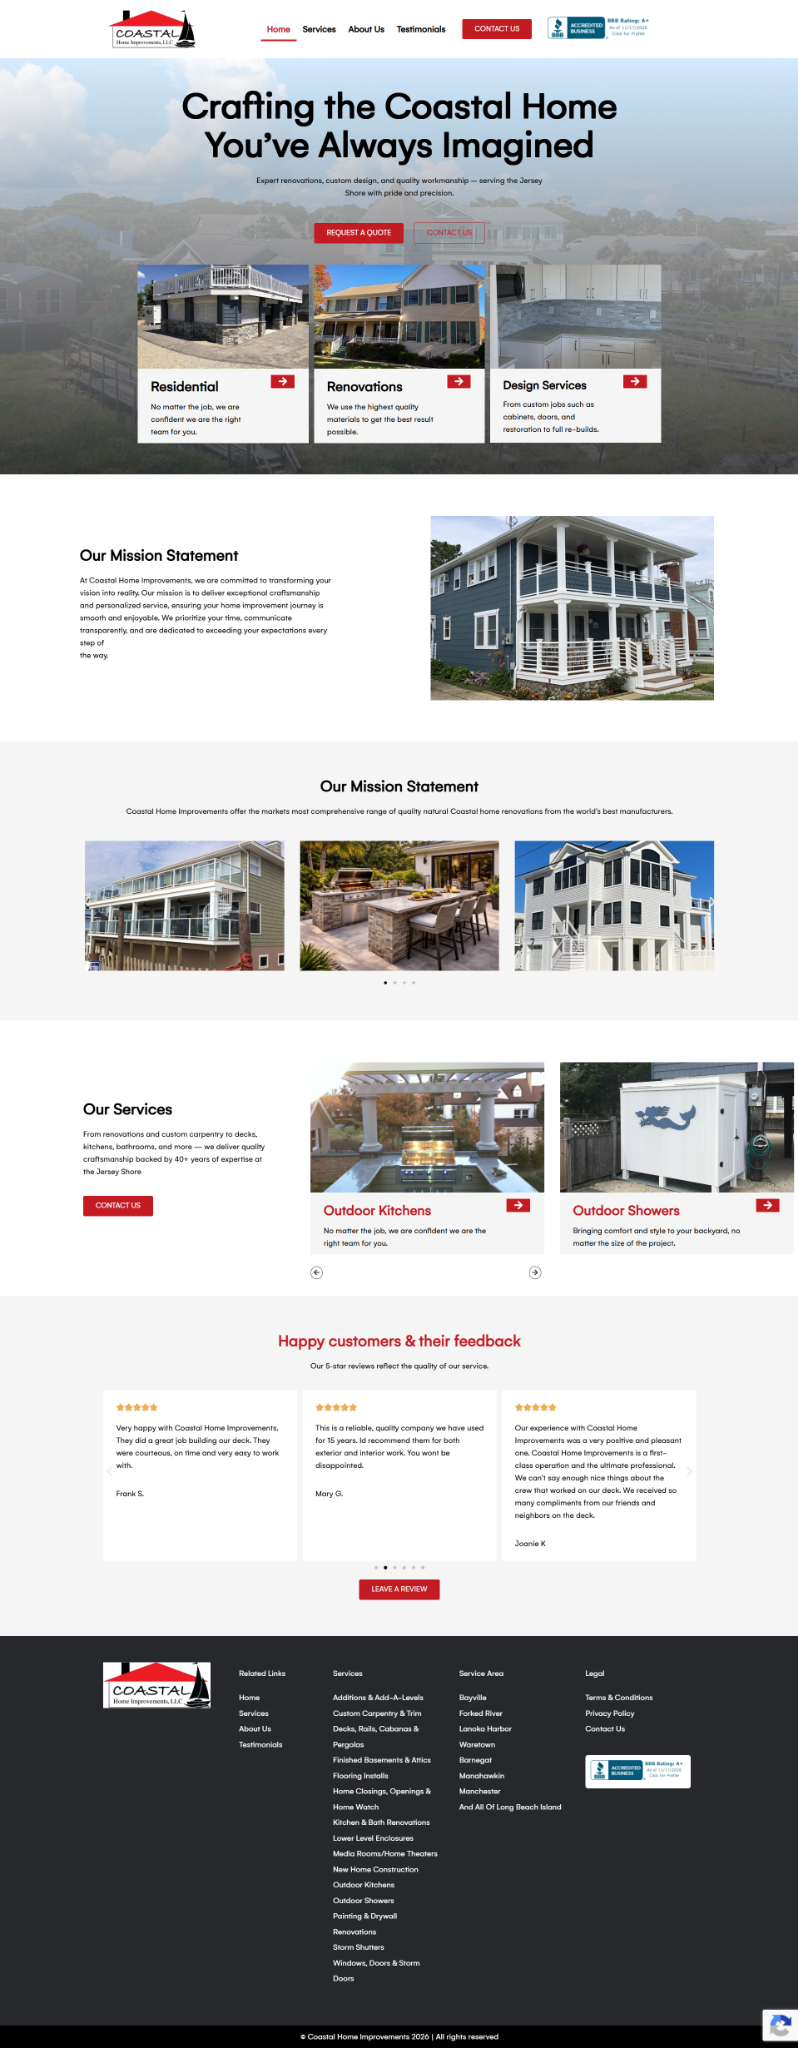 COASTAL
Home Improvements, LLC
Home
Services
About Us
Testimonials
CONTACT US
BBB
ACCREDITED
BUSINESS
BBB Rating: A+
Click for Profile
Crafting the Coastal Home
You’ve Always Imagined
Expert renovations, custom design, and quality workmanship — serving the Jersey
Shore with pride and precision.
REQUEST A QUOTE
CONTACT US
Residential
No matter the job, we are
confident we are the right
team for you.
Renovations
We use the highest quality
materials to get the best result
possible.
Design Services
From custom jobs such as
cabinets, doors, and
restoration to full re-builds.
Our Mission Statement
At Coastal Home Improvements, we are committed to transforming your
vision into reality. Our mission is to deliver exceptional craftsmanship
and personalized service, ensuring your home improvement journey is
smooth and enjoyable. We prioritize your time, communicate
transparently, and are dedicated to exceeding your expectations every
step of
the way.
Our Mission Statement
Coastal Home Improvements offer the markets most comprehensive range of quality natural Coastal home renovations from the world’s best manufacturers.
Our Services
From renovations and custom carpentry to decks,
kitchens, bathrooms, and more — we deliver quality
craftsmanship backed by 40+ years of expertise at
the Jersey Shore
CONTACT US
Outdoor Kitchens
No matter the job, we are confident we are the
right team for you.
Outdoor Showers
Bringing comfort and style to your backyard, no
matter the size of the project.
Happy customers & their feedback
Our 5-star reviews reflect the quality of our service.
Very happy with Coastal Home Improvements.
They did a great job building our deck. They
were courteous, on time and very easy to work
with.
Frank S.
This is a reliable, quality company we have used
for 15 years. Id recommend them for both
exterior and interior work. You wont be
disappointed.
Mary G.
Our experience with Coastal Home
Improvements was a very positive and pleasant
one. Coastal Home Improvements is a first-
class operation and the ultimate professional.
We can’t say enough nice things about the
crew that worked on our deck. We received so
many compliments from our friends and
neighbors on the deck.
Joanie K
LEAVE A REVIEW
COASTAL
Home Improvements, LLC
Related Links
Home
Services
About Us
Testimonials
Services
Additions & Add-A-Levels
Custom Carpentry & Trim
Decks, Rails, Cabanas &
Pergolas
Finished Basements & Attics
Flooring Installs
Home Closings, Openings &
Home Watch
Kitchen & Bath Renovations
Lower Level Enclosures
Media Rooms/Home Theaters
New Home Construction
Outdoor Kitchens
Outdoor Showers
Painting & Drywall
Renovations
Storm Shutters
Windows, Doors & Storm
Doors
Service Area
Bayville
Forked River
Lanoka Harbor
Waretown
Barnegat
Manahawkin
Manchester
And All Of Long Beach Island
Legal
Terms & Conditions
Privacy Policy
Contact Us
BBB
ACCREDITED
BUSINESS
BBB Rating: A+
Click for Profile
© Coastal Home Improvements 2026 | All rights reserved